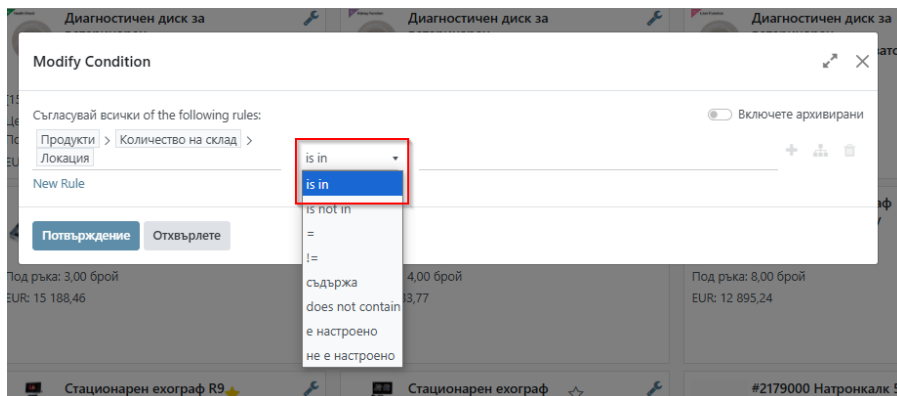 Диагностичен диск за
Диагностичен диск за
Диагностичен диск за
Modify Condition
Съгласувай всички of the following rules:
Включете архивирани
Продукти > Количество на склад >
Локация
is in
New Rule
is in
is not in
=
!=
съдържа
does not contain
е настроено
не е настроено
Потвърждение
Отхвърлете
Под ръка: 3,00 брой
4,00 брой
Под ръка: 8,00 брой
EUR: 15 188,46
3,77
EUR: 12 895,24
Стационарен ехограф R9
Стационарен ехограф
#2179000 Натронкалк 5